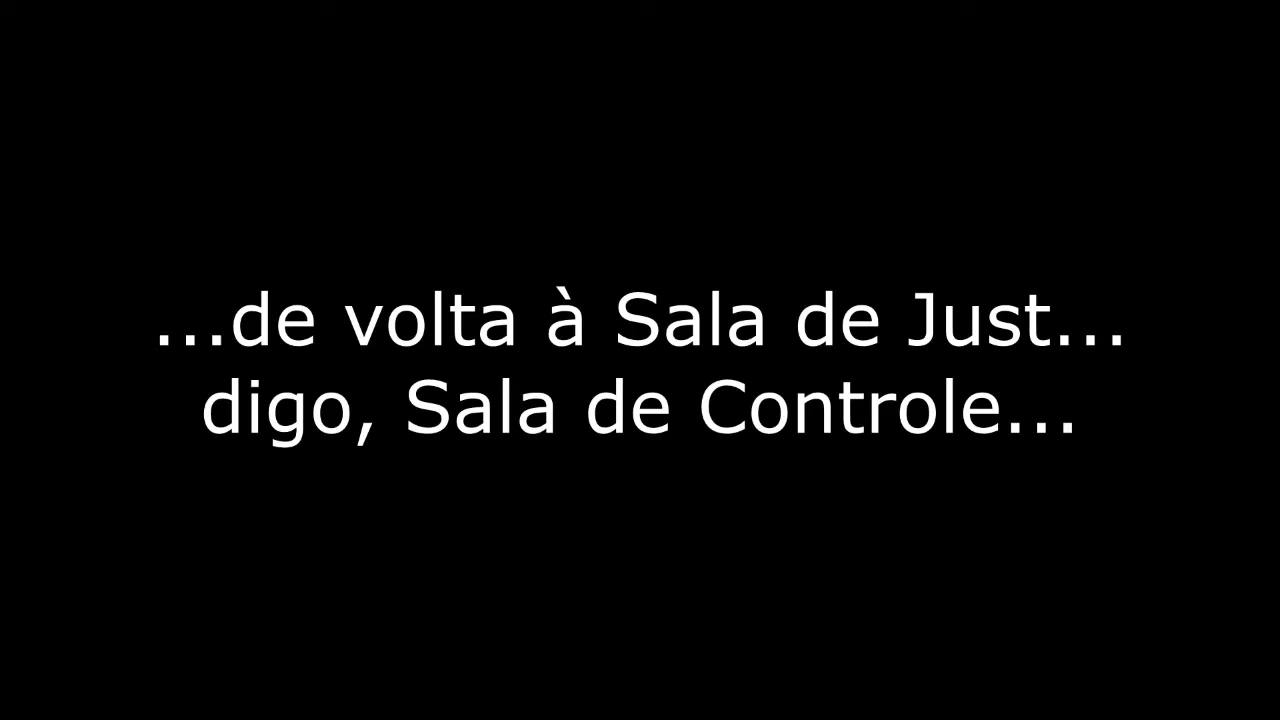 ...de volta à Sala de Just...
digo, Sala de Controle...